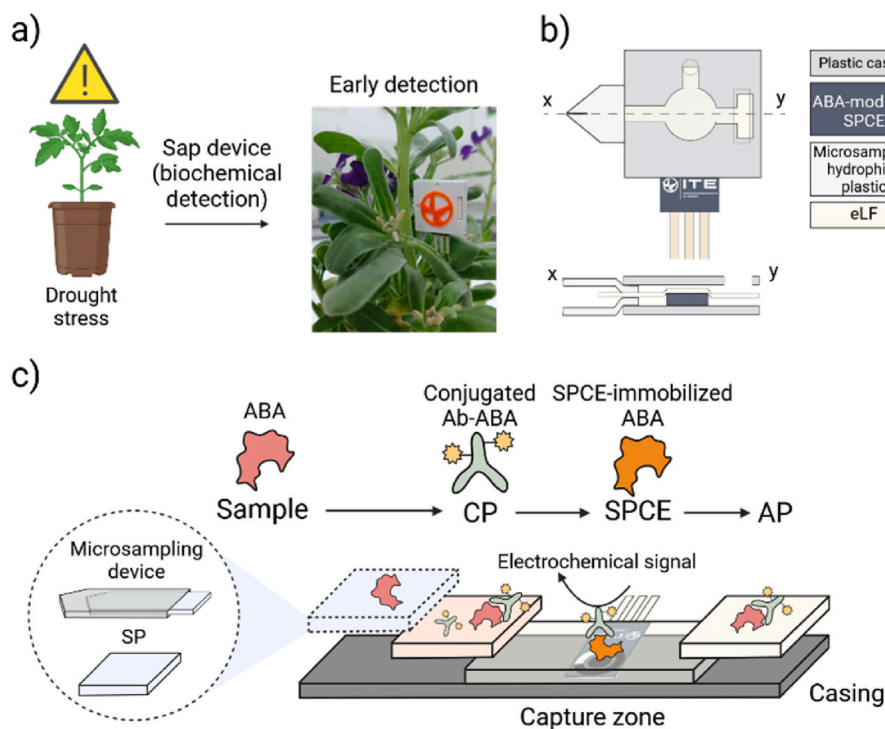 a)
Early detection
Sap device
(biochemical
detection)
Drought
stress
b)
x
y
ITE
x
y
Plastic cas
ABA-mod
SPCE
Microsamp
hydrophi
plastic
eLF
c)
ABA
Sample
Conjugated
Ab-ABA
CP
SPCE-immobilized
ABA
SPCE
AP
Microsampling
device
SP
Electrochemical signal
Capture zone
Casing